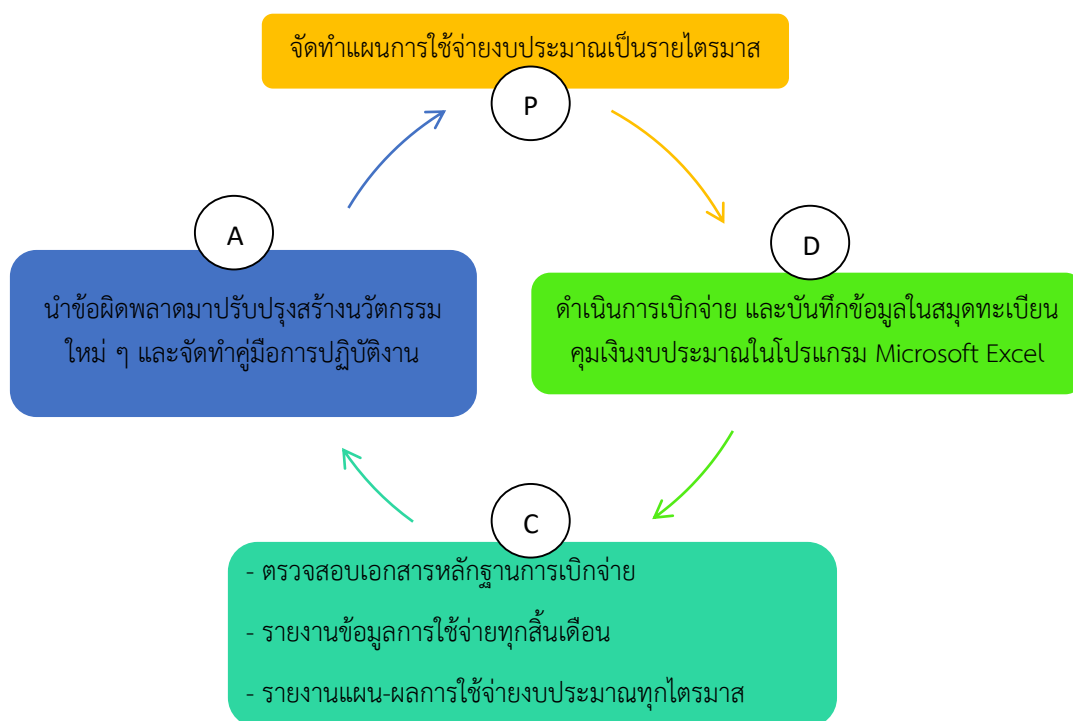 จัดทำแผนการใช้จ่ายงบประมาณเป็นรายไตรมาส
P
D
ดำเนินการเบิกจ่าย และบันทึกข้อมูลในสมุดทะเบียน
คุมเงินงบประมาณในโปรแกรม Microsoft Excel
C
- ตรวจสอบเอกสารหลักฐานการเบิกจ่าย
- รายงานข้อมูลการใช้จ่ายทุกสิ้นเดือน
- รายงานแผน-ผลการใช้จ่ายงบประมาณทุกไตรมาส
A
นำข้อผิดพลาดมาปรับปรุงสร้างนวัตกรรม
ใหม่ ๆ และจัดทำคู่มือการปฏิบัติงาน